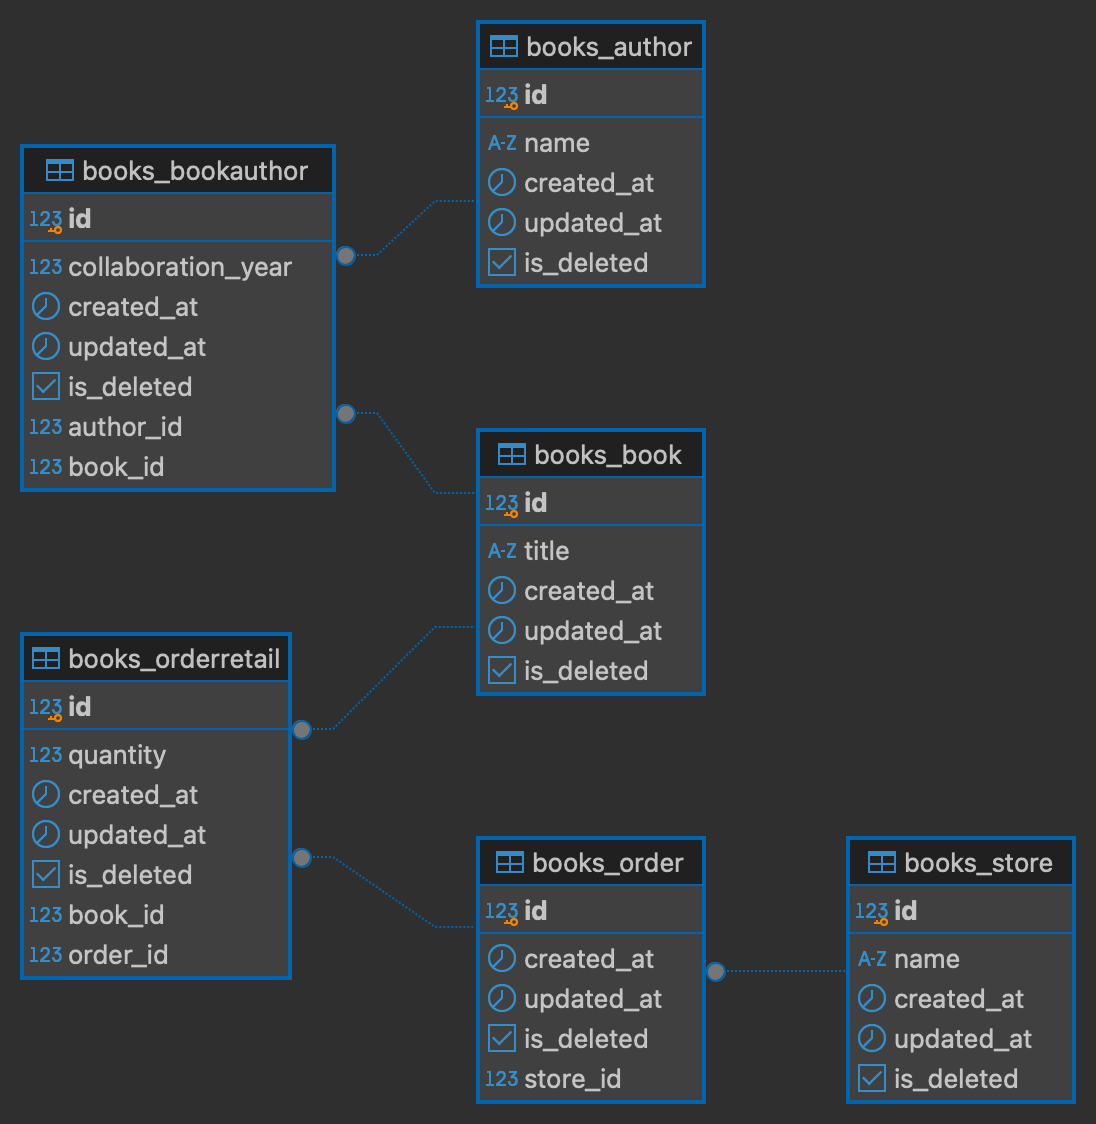 books_author
123 id
A-Z name
created_at
updated_at
is_deleted
books_bookauthor
123 id
123 collaboration_year
created_at
updated_at
is_deleted
123 author_id
123 book_id
books_book
123 id
A-Z title
created_at
updated_at
is_deleted
books_orderretail
123 id
123 quantity
created_at
updated_at
is_deleted
123 book_id
123 order_id
books_order
123 id
created_at
updated_at
is_deleted
123 store_id
books_store
123 id
A-Z name
created_at
updated_at
is_deleted